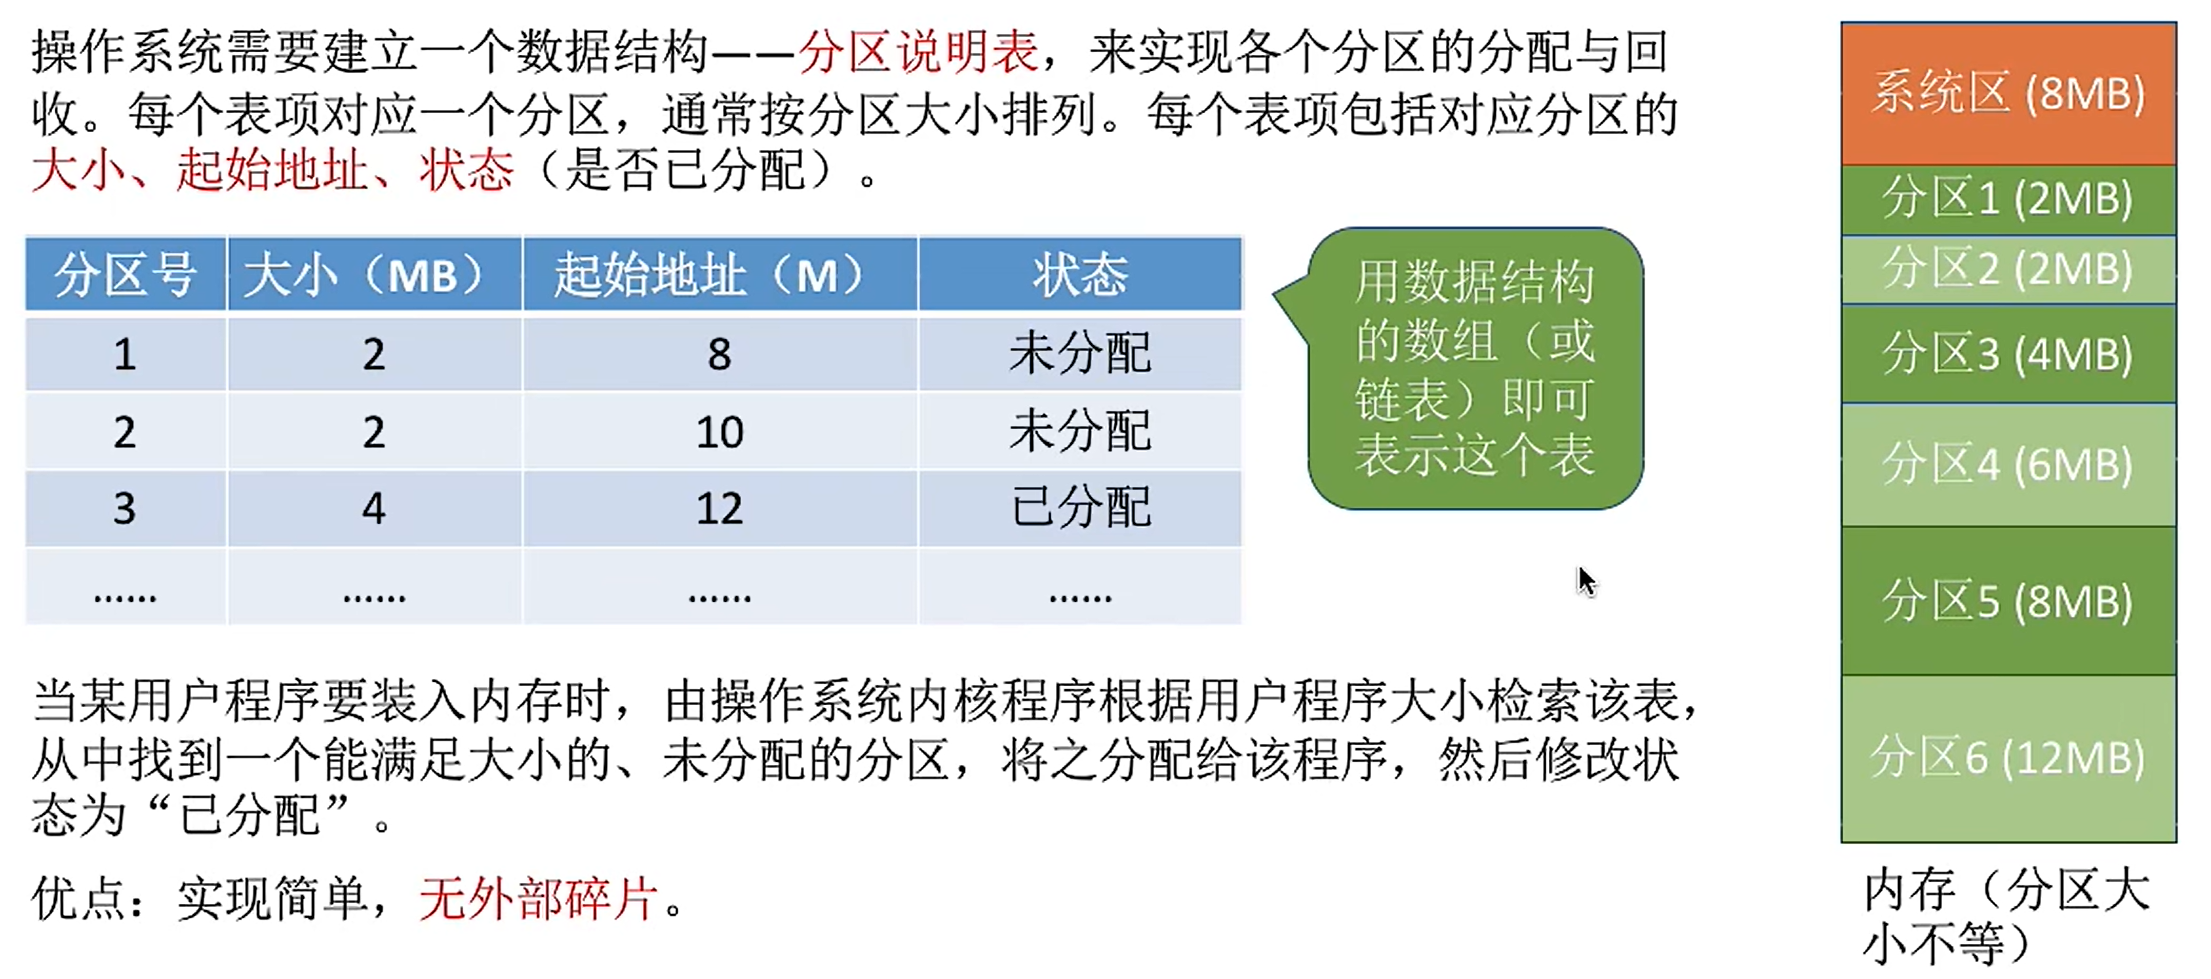 操作系统需要建立一个数据结构——分区说明表，来实现各个分区的分配与回
收。每个表项对应一个分区，通常按分区大小排列。每个表项包括对应分区的
大小、起始地址、状态（是否已分配）。
分区号 大小（MB） 起始地址（M） 状态
1 2 8 未分配
2 2 10 未分配
3 4 12 已分配
…… …… …… ……
用数据结构
的数组（或
链表）即可
表示这个表
当某用户程序要装入内存时，由操作系统内核程序根据用户程序大小检索该表，
从中找到一个能满足大小的、未分配的分区，将之分配给该程序，然后修改状
态为“已分配”。
优点：实现简单，无外部碎片。
系统区 (8MB)
分区1 (2MB)
分区2 (2MB)
分区3 (4MB)
分区4 (6MB)
分区5 (8MB)
分区6 (12MB)
内存（分区大
小不等）